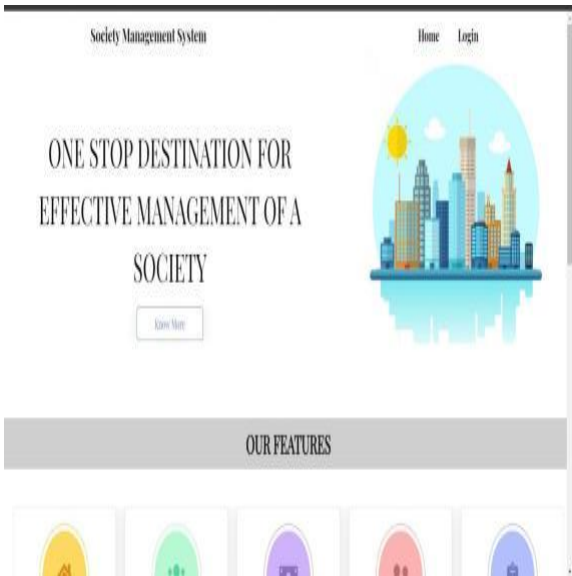 Society Management System
Home Login
ONE STOP DESTINATION FOR
EFFECTIVE MANAGEMENT OF A
SOCIETY
Know More
OUR FEATURES